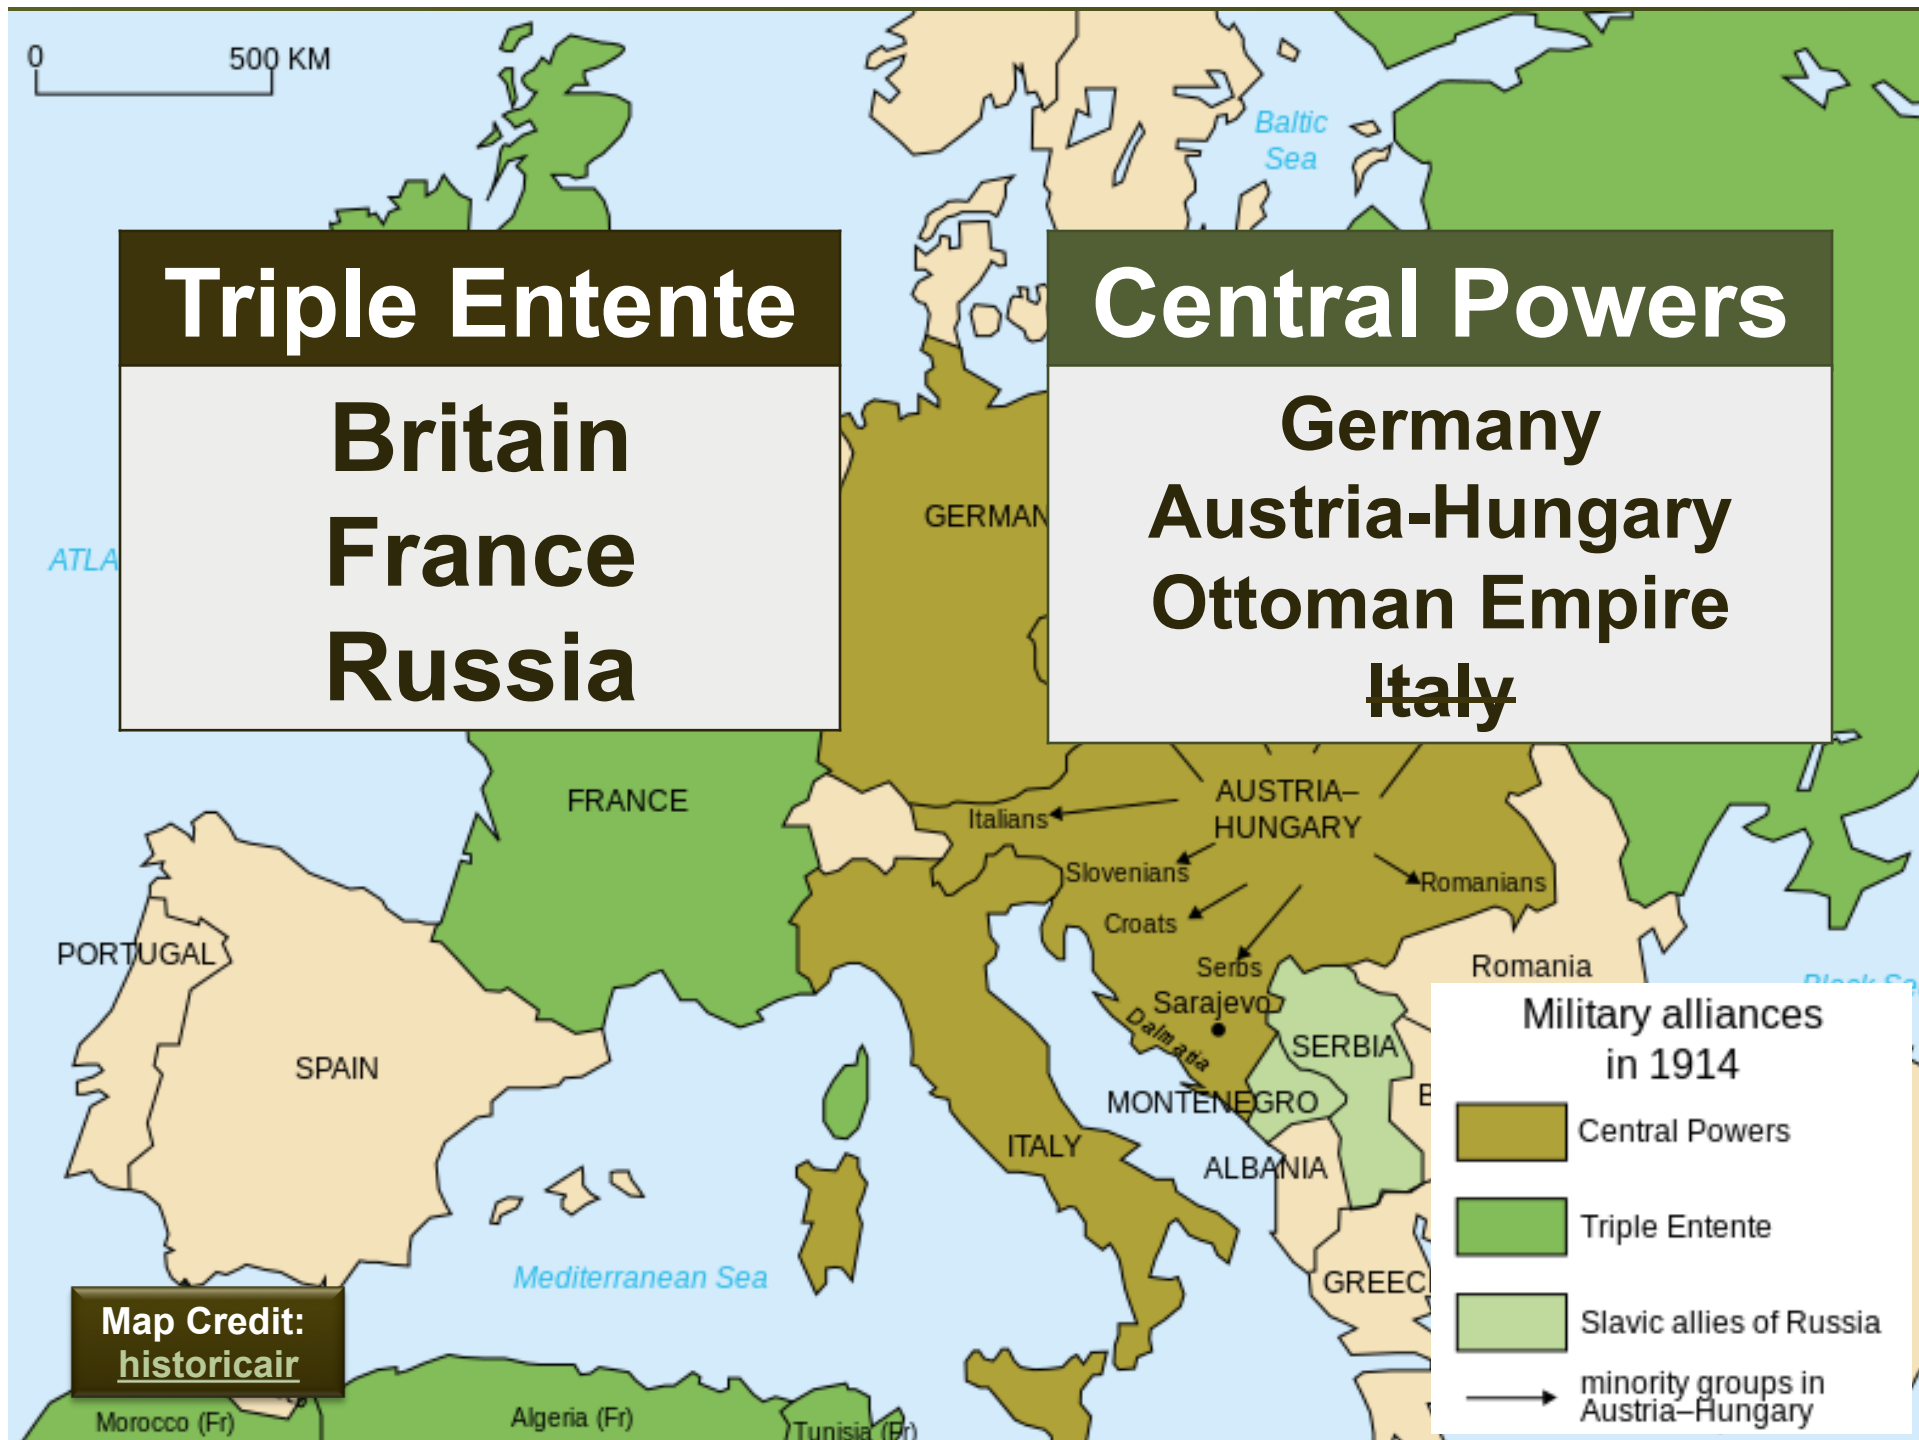 0 500 KM
Baltic
Sea
Triple Entente
Britain
France
Russia
Central Powers
Germany
Austria-Hungary
Ottoman Empire
Italy
ATLA
GERMAN
FRANCE
AUSTRIA–
HUNGARY
Italians
Slovenians
Romanians
Croats
Serbs
Sarajevo
Dalmatia
PORTUGAL
SPAIN
Romania
Black Se
SERBIA
MONTENEGRO
ITALY
ALBANIA
GREEC
Mediterranean Sea
Military alliances
in 1914
Central Powers
Triple Entente
Slavic allies of Russia
minority groups in
Austria–Hungary
Map Credit:
historicair
Morocco (Fr)
Algeria (Fr)
Tunisia (Fr)